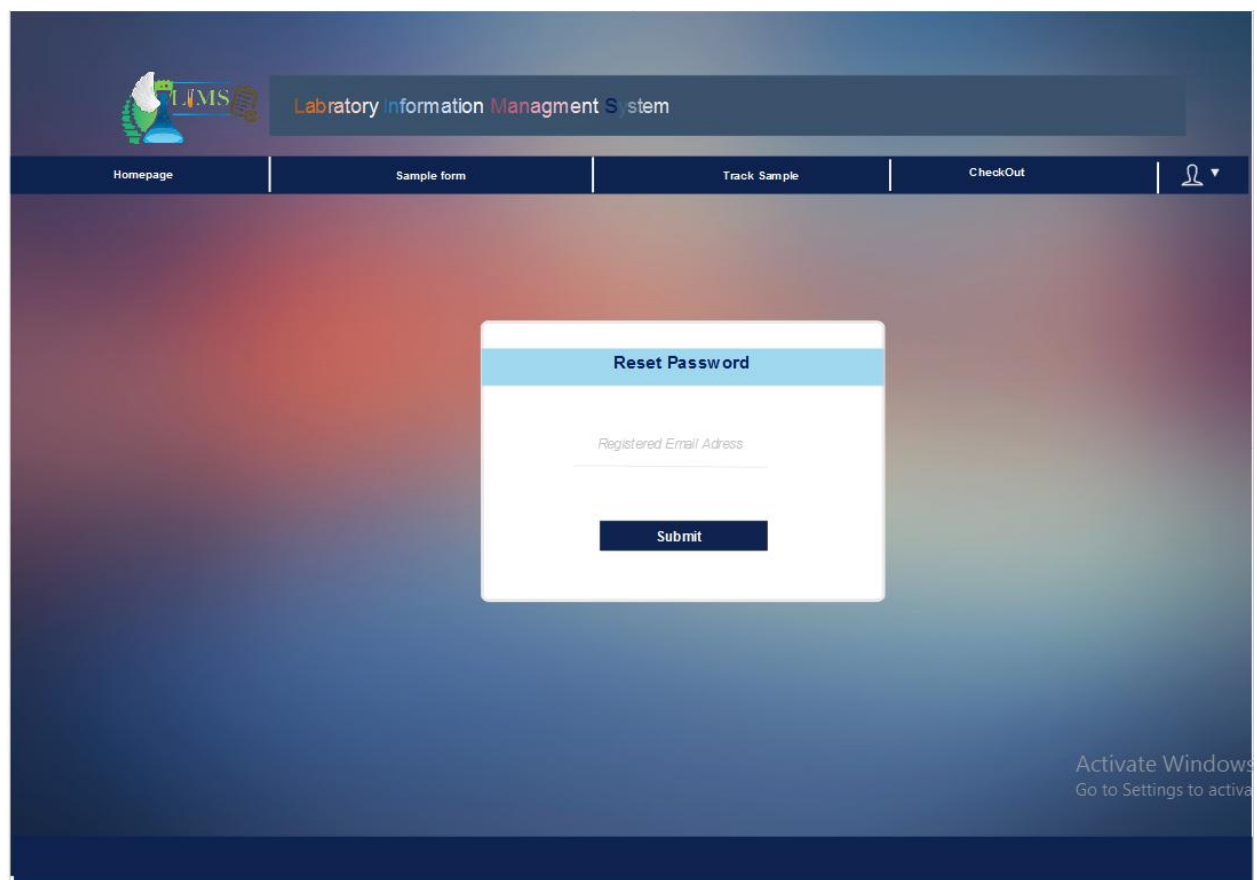 LIMS
Labratory Information Managment System
Homepage Sample form Track Sample CheckOut
Reset Password
Registered Email Adress
Submit
Activate Windows
Go to Settings to activa